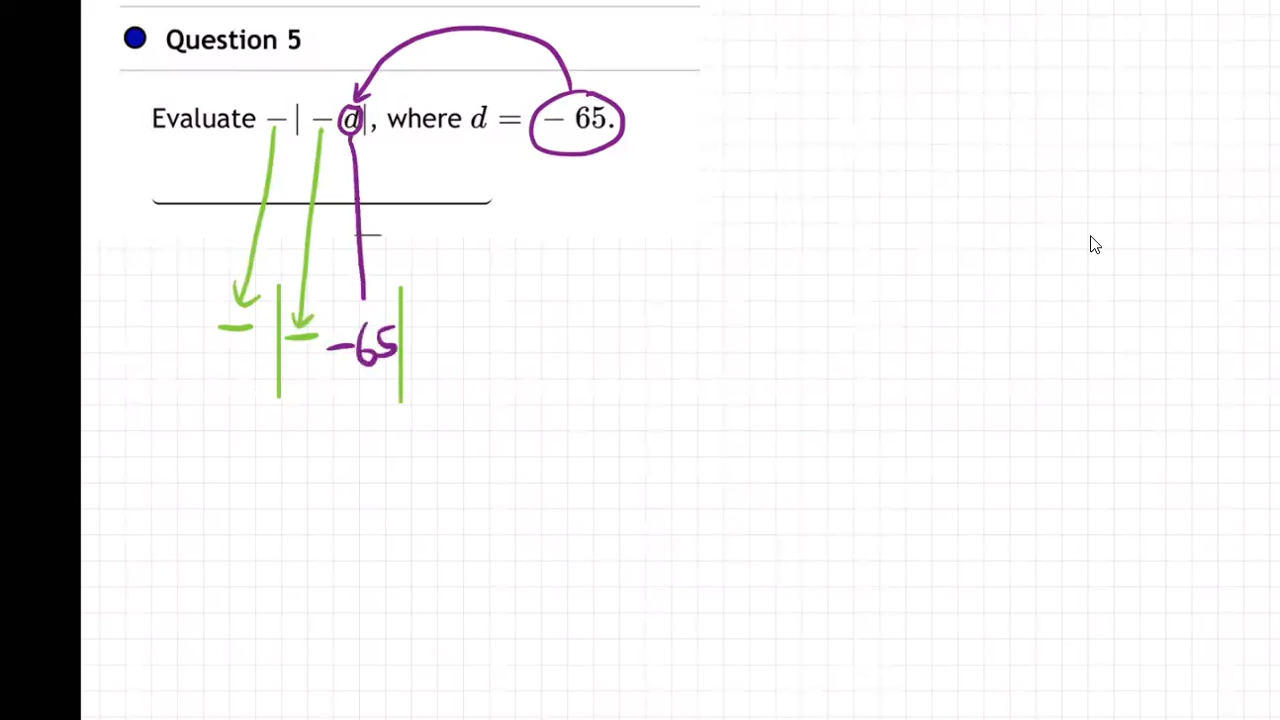 Question 5
Evaluate −| − d|, where d = − 65.
− | − -65 |